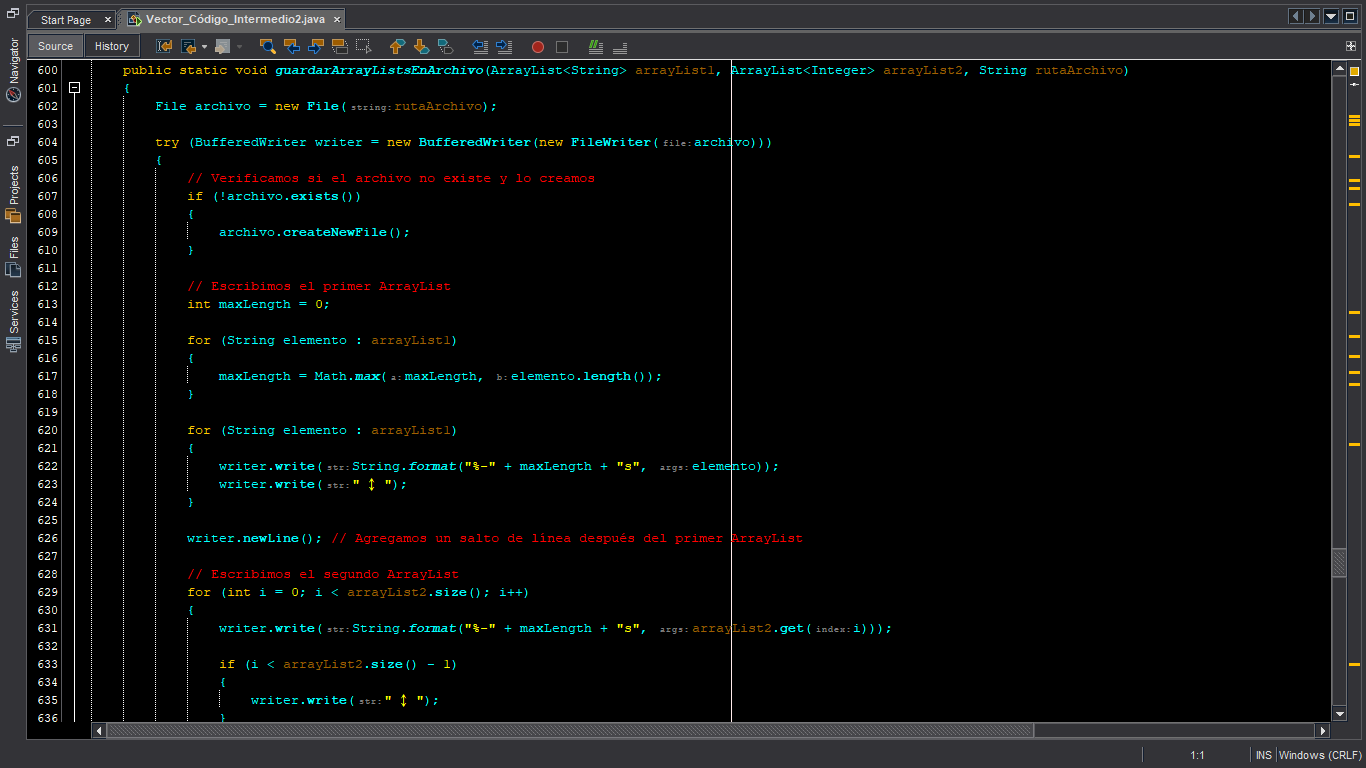 Start Page ×
Vector_Código_Intermedio2.java ×
Source History
Navigator
Projects
Files
Services
600 public static void guardarArrayListsEnArchivo(ArrayList<String> arrayList1, ArrayList<Integer> arrayList2, String rutaArchivo)
601 {
602 File archivo = new File(string:rutaArchivo);
603
604 try (BufferedWriter writer = new BufferedWriter(new FileWriter(file:archivo)))
605 {
606 // Verificamos si el archivo no existe y lo creamos
607 if (!archivo.exists())
608 {
609 archivo.createNewFile();
610 }
611
612 // Escribimos el primer ArrayList
613 int maxLength = 0;
614
615 for (String elemento : arrayList1)
616 {
617 maxLength = Math.max(a:maxLength, b:elemento.length());
618 }
619
620 for (String elemento : arrayList1)
621 {
622 writer.write(str:String.format("%-" + maxLength + "s", args:elemento));
623 writer.write(str:" ↕ ");
624 }
625
626 writer.newLine(); // Agregamos un salto de línea después del primer ArrayList
627
628 // Escribimos el segundo ArrayList
629 for (int i = 0; i < arrayList2.size(); i++)
630 {
631 writer.write(str:String.format("%-" + maxLength + "s", args:arrayList2.get(index:i)));
632
633 if (i < arrayList2.size() - 1)
634 {
635 writer.write(str:" ↕ ");
636 }
1:1 INS Windows (CRLF)